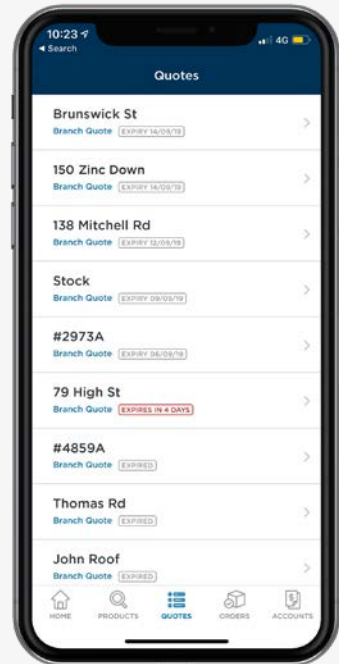 10:23
4G
◀ Search
Quotes
Brunswick St
Branch Quote EXPIRY 14/09/19
150 Zinc Down
Branch Quote EXPIRY 14/09/19
138 Mitchell Rd
Branch Quote EXPIRY 12/09/19
Stock
Branch Quote EXPIRY 09/09/19
#2973A
Branch Quote EXPIRY 06/09/19
79 High St
Branch Quote EXPIRES IN 4 DAYS
#4859A
Branch Quote EXPIRED
Thomas Rd
Branch Quote EXPIRED
John Roof
Branch Quote EXPIRED
HOME PRODUCTS QUOTES ORDERS ACCOUNTS